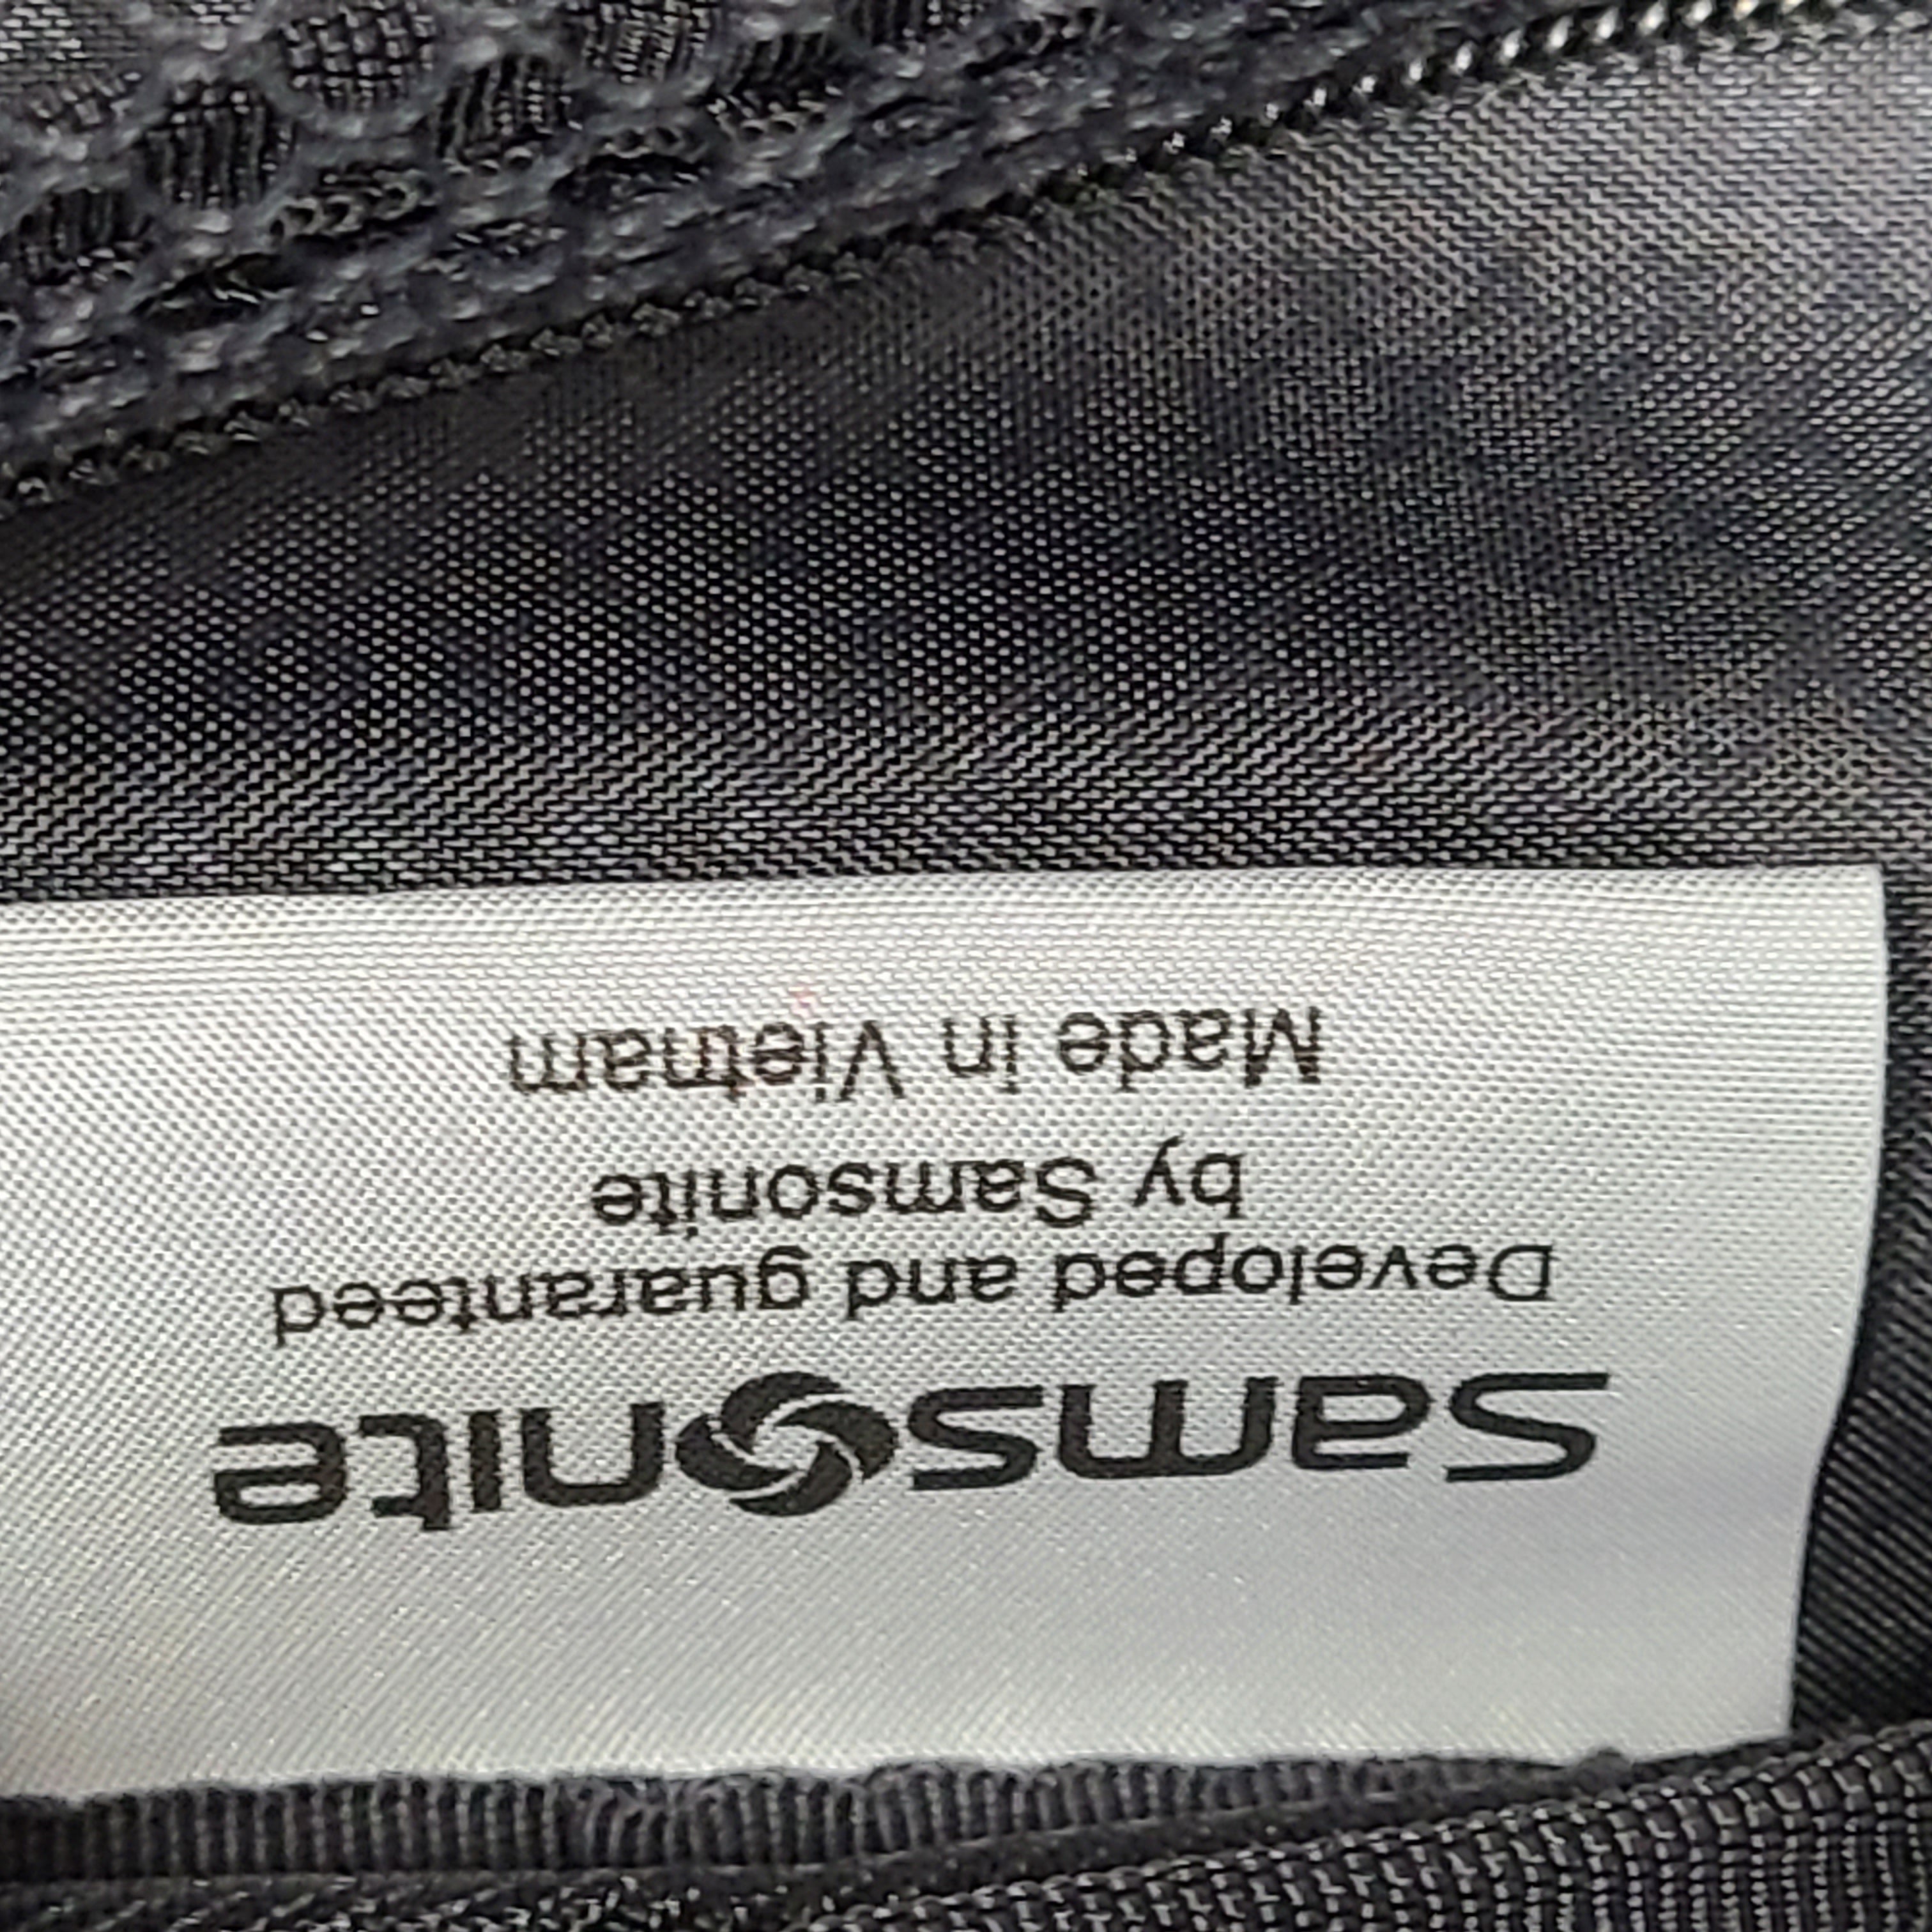 Samsonite
Developed and guaranteed
by Samsonite
Made in Vietnam